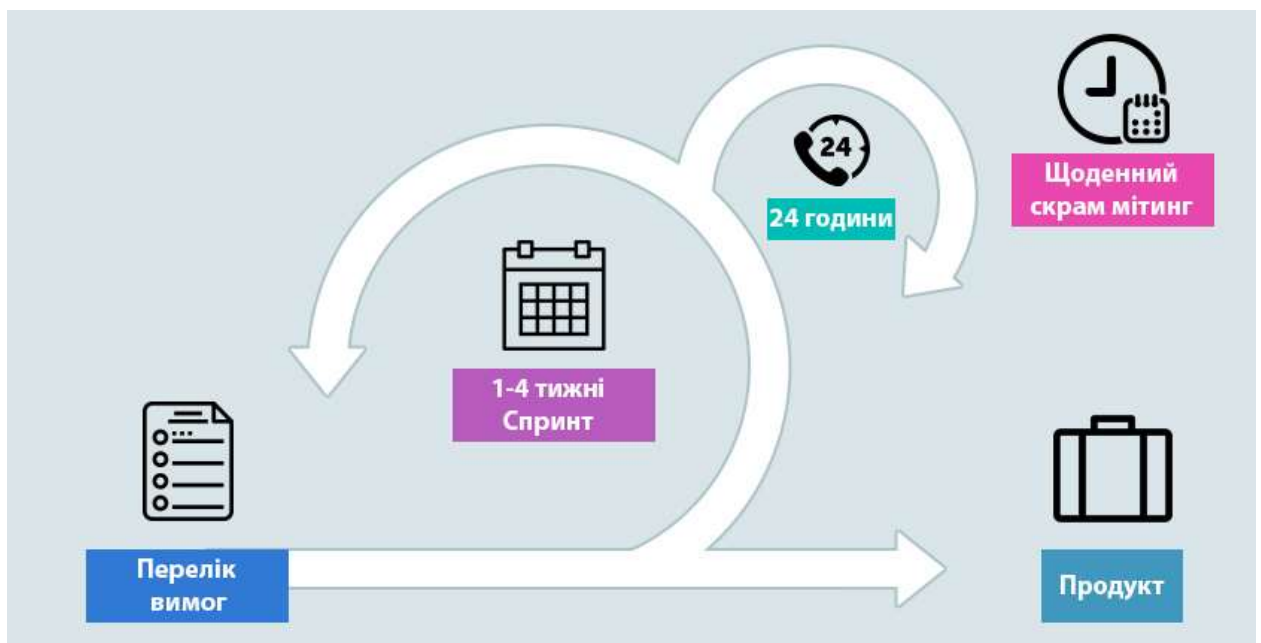 24
Щоденний
скрам мітинг
24 години
1-4 тижні
Спринт
Перелік
вимог
Продукт